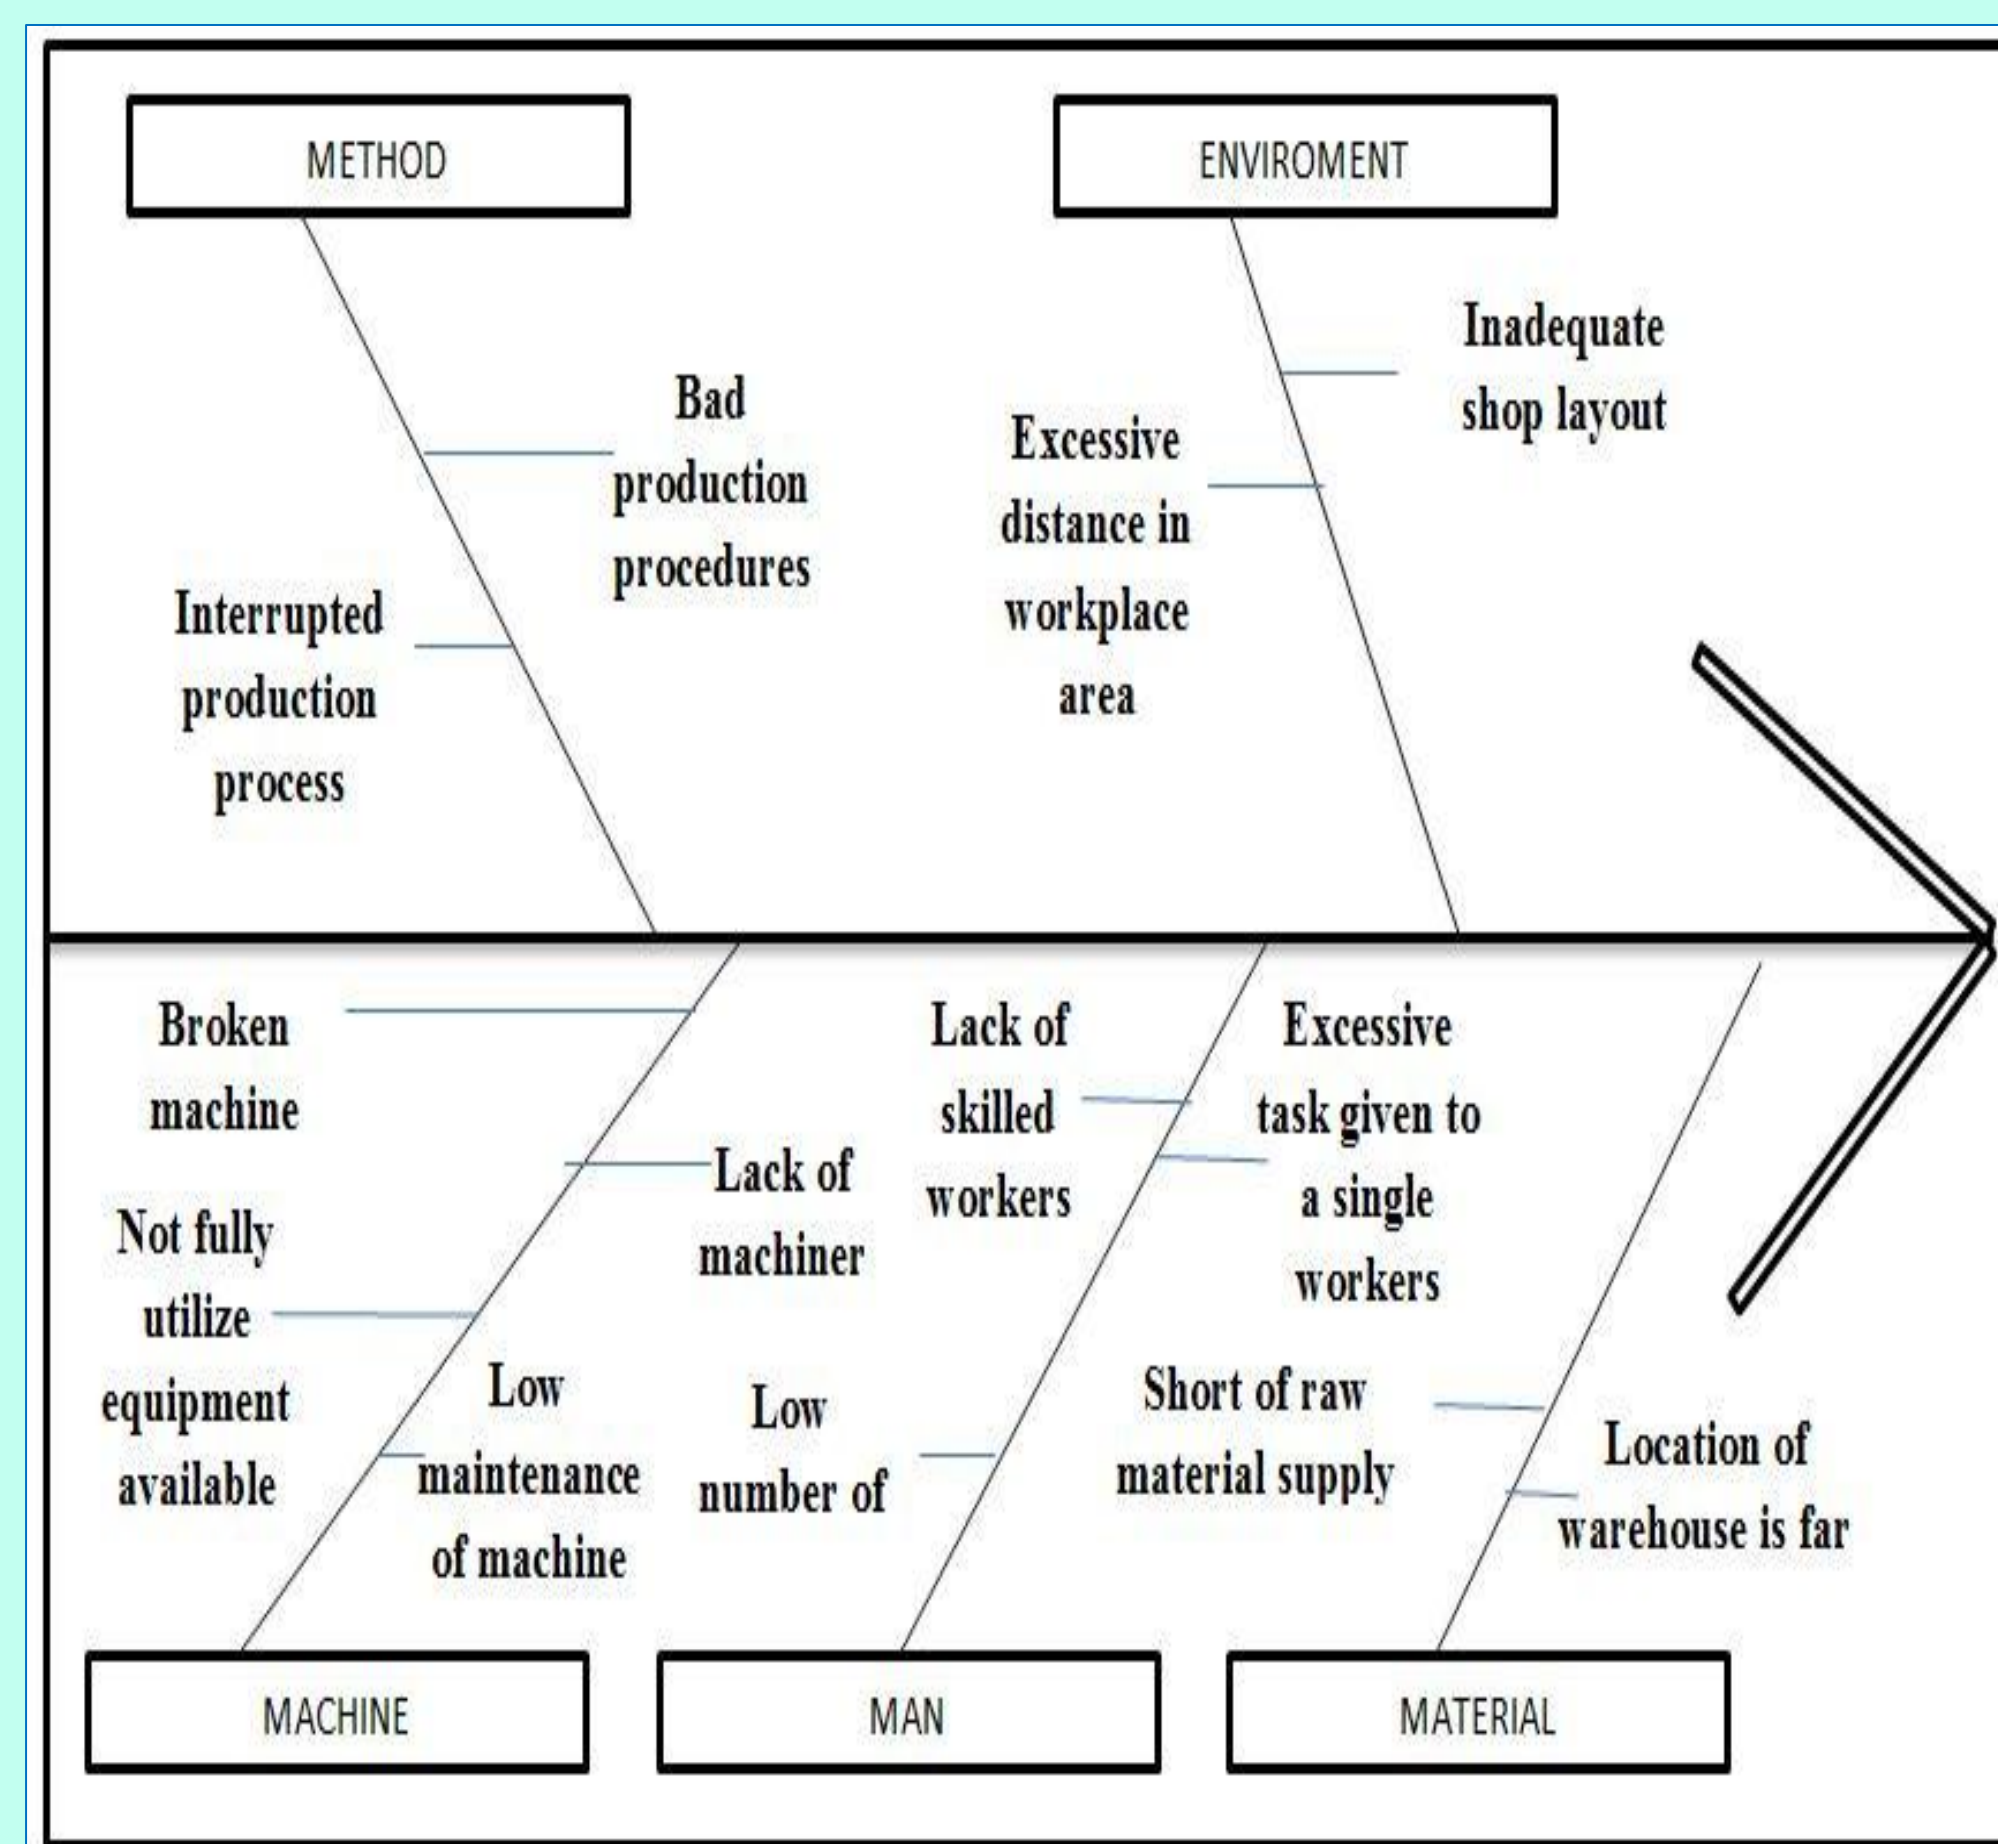 METHOD
ENVIROMENT
Bad
production
procedures
Interrupted
production
process
Inadequate
shop layout
Excessive
distance in
workplace
area
Broken
machine
Lack of
machiner
Not fully
utilize
equipment
available
Low
maintenance
of machine
Lack of
skilled
workers
Excessive
task given to
a single
workers
Low
number of
Short of raw
material supply
Location of
warehouse is far
MACHINE
MAN
MATERIAL